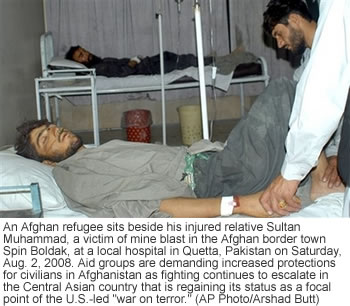 An Afghan refugee sits beside his injured relative Sultan
Muhammad, a victim of mine blast in the Afghan border town
Spin Boldak, at a local hospital in Quetta, Pakistan on Saturday,
Aug. 2, 2008. Aid groups are demanding increased protections
for civilians in Afghanistan as fighting continues to escalate in
the Central Asian country that is regaining its status as a focal
point of the U.S.-led "war on terror." (AP Photo/Arshad Butt)